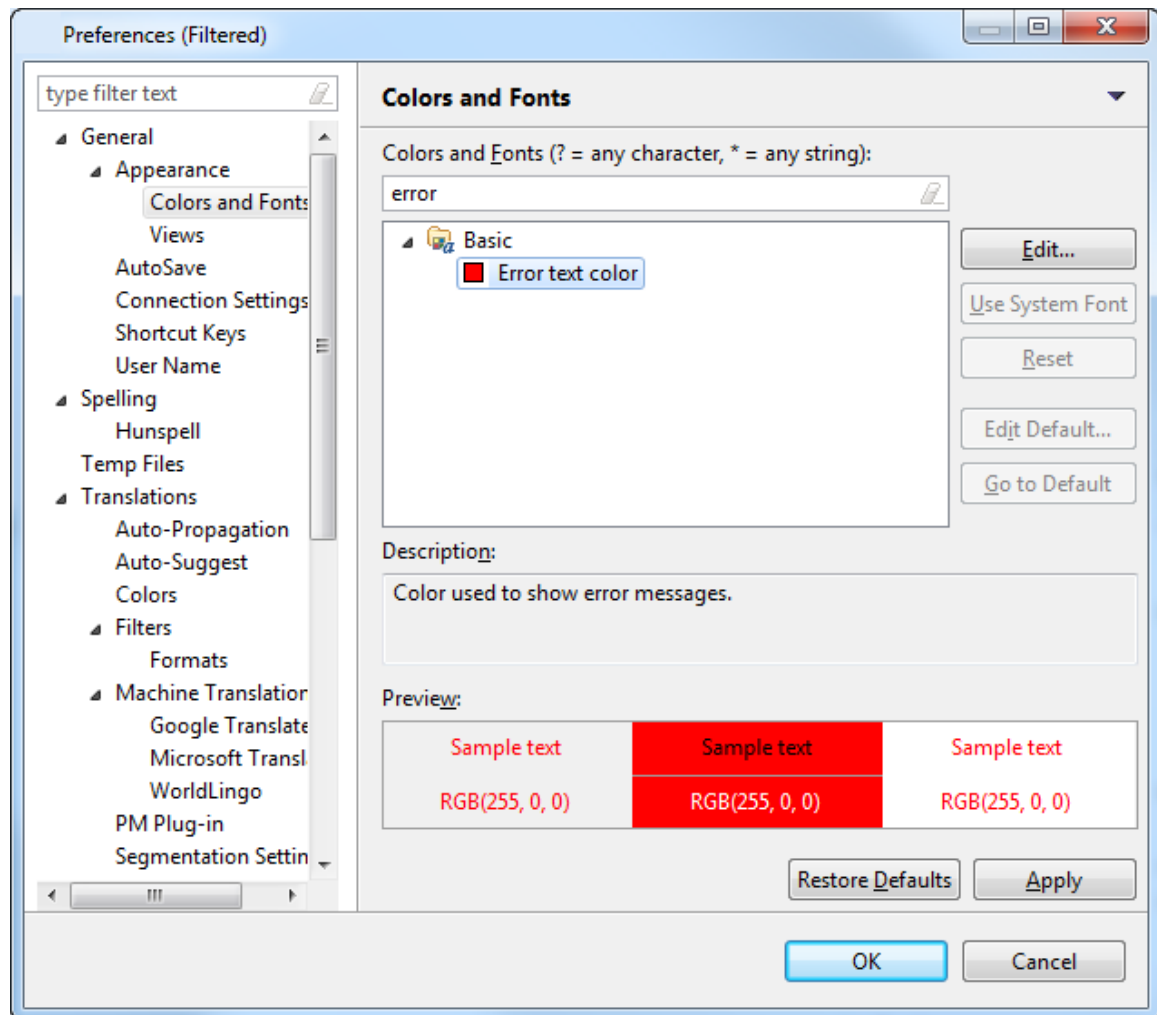 Preferences (Filtered)
type filter text
General
Appearance
Colors and Fonts
Views
AutoSave
Connection Settings
Shortcut Keys
User Name
Spelling
Hunspell
Temp Files
Translations
Auto-Propagation
Auto-Suggest
Colors
Filters
Formats
Machine Translation
Google Translate
Microsoft Transl
WorldLingo
PM Plug-in
Segmentation Settin
Colors and Fonts
Colors and Fonts (? = any character, * = any string):
error
Basic
Error text color
Edit...
Use System Font
Reset
Edit Default...
Go to Default
Description:
Color used to show error messages.
Preview:
Sample text Sample text Sample text
RGB(255, 0, 0) RGB(255, 0, 0) RGB(255, 0, 0)
Restore Defaults Apply
OK Cancel